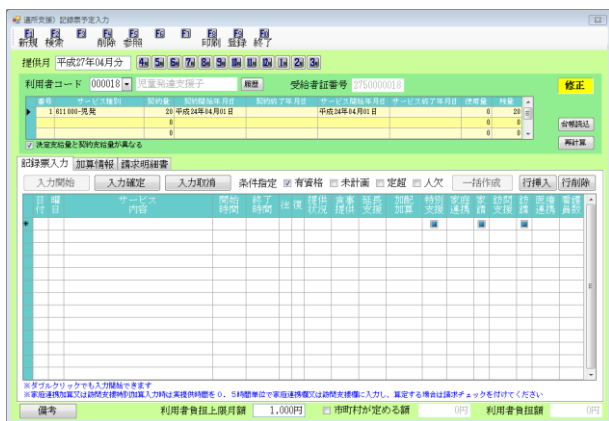 通所支援）記録票予定入力
F1 F2 F3 F4 F5 F6 F7 F8 F9
新規 検索 削除 参照 印刷 登録 終了
提供月 平成27年04月分 4月 5月 6月 7月 8月 9月 10月 11月 12月 1月 2月 3月
利用者コード 000018 児童発達支援子 履歴 受給者証番号 2750000018 修正
番号 サービス種別 契約量 契約開始年月日 契約終了年月日 サービス開始年月日 サービス終了年月日 使用量 残量
1 611000-児発 20 平成24年04月01日 平成24年04月01日 0 20
0 0 0
0 0 0
台帳読込
再計算
決定支給量と契約支給量が異なる
記録票入力 加算情報 請求明細書
入力開始 入力確定 入力取消 条件指定 有資格 未計画 定超 人欠 一括作成 行挿入 行削除
日付 曜日 サービス内容 開始時間 終了時間 往 復 提供状況 食事提供 延長支援 加配加算 特別支援 家庭連携 家請 訪問支援 訪請 医療連携 看護員数
※ダブルクリックでも入力開始できます
※家庭連携加算又は訪問支援特別加算入力時は実提供時間を０．５時間単位で家庭連携欄又は訪問支援欄に入力し、算定する場合は請求チェックを付けてください
備考 利用者負担上限月額 1,000円 市町村が定める額 0円 利用者負担額 0円